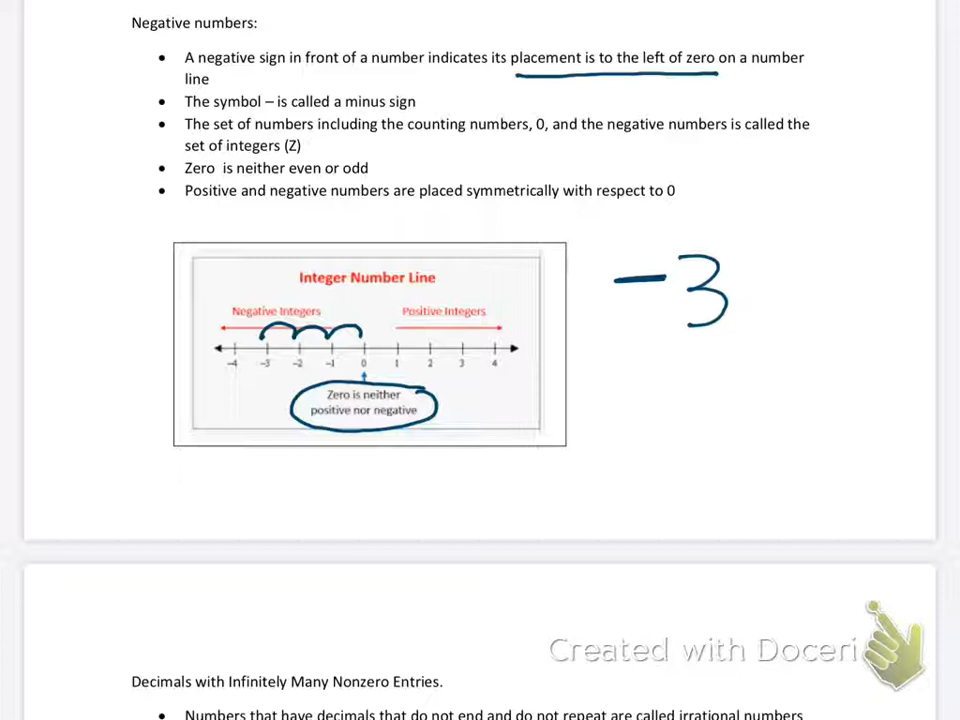 Negative numbers:
• A negative sign in front of a number indicates its placement is to the left of zero on a number
line
• The symbol – is called a minus sign
• The set of numbers including the counting numbers, 0, and the negative numbers is called the
set of integers (Z)
• Zero  is neither even or odd
• Positive and negative numbers are placed symmetrically with respect to 0
Integer Number Line
Negative Integers Positive Integers
-4 -3 -2 -1 0 1 2 3 4
Zero is neither
positive nor negative
-3
Created with Doceri
Decimals with Infinitely Many Nonzero Entries.
• Numbers that have decimals that do not end and do not repeat are called irrational numbers